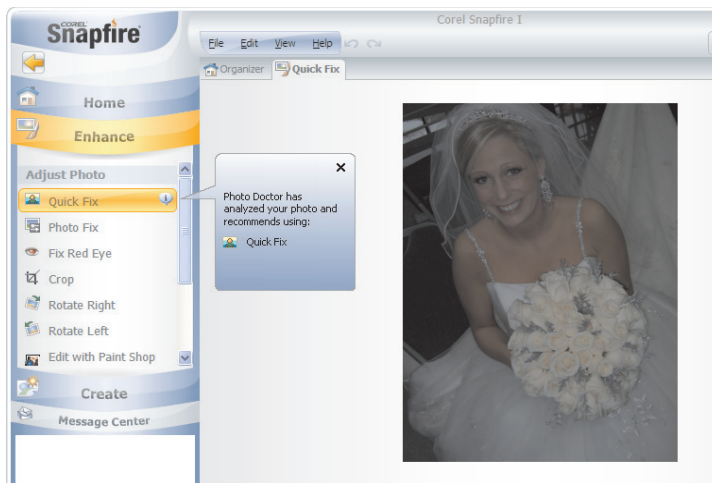 Corel Snapfire I
COREL
Snapfire
File Edit View Help
Organizer Quick Fix
Home
Enhance
Adjust Photo
Quick Fix
Photo Fix
Fix Red Eye
Crop
Rotate Right
Rotate Left
Edit with Paint Shop
Create
Message Center
Photo Doctor has
analyzed your photo and
recommends using:
Quick Fix